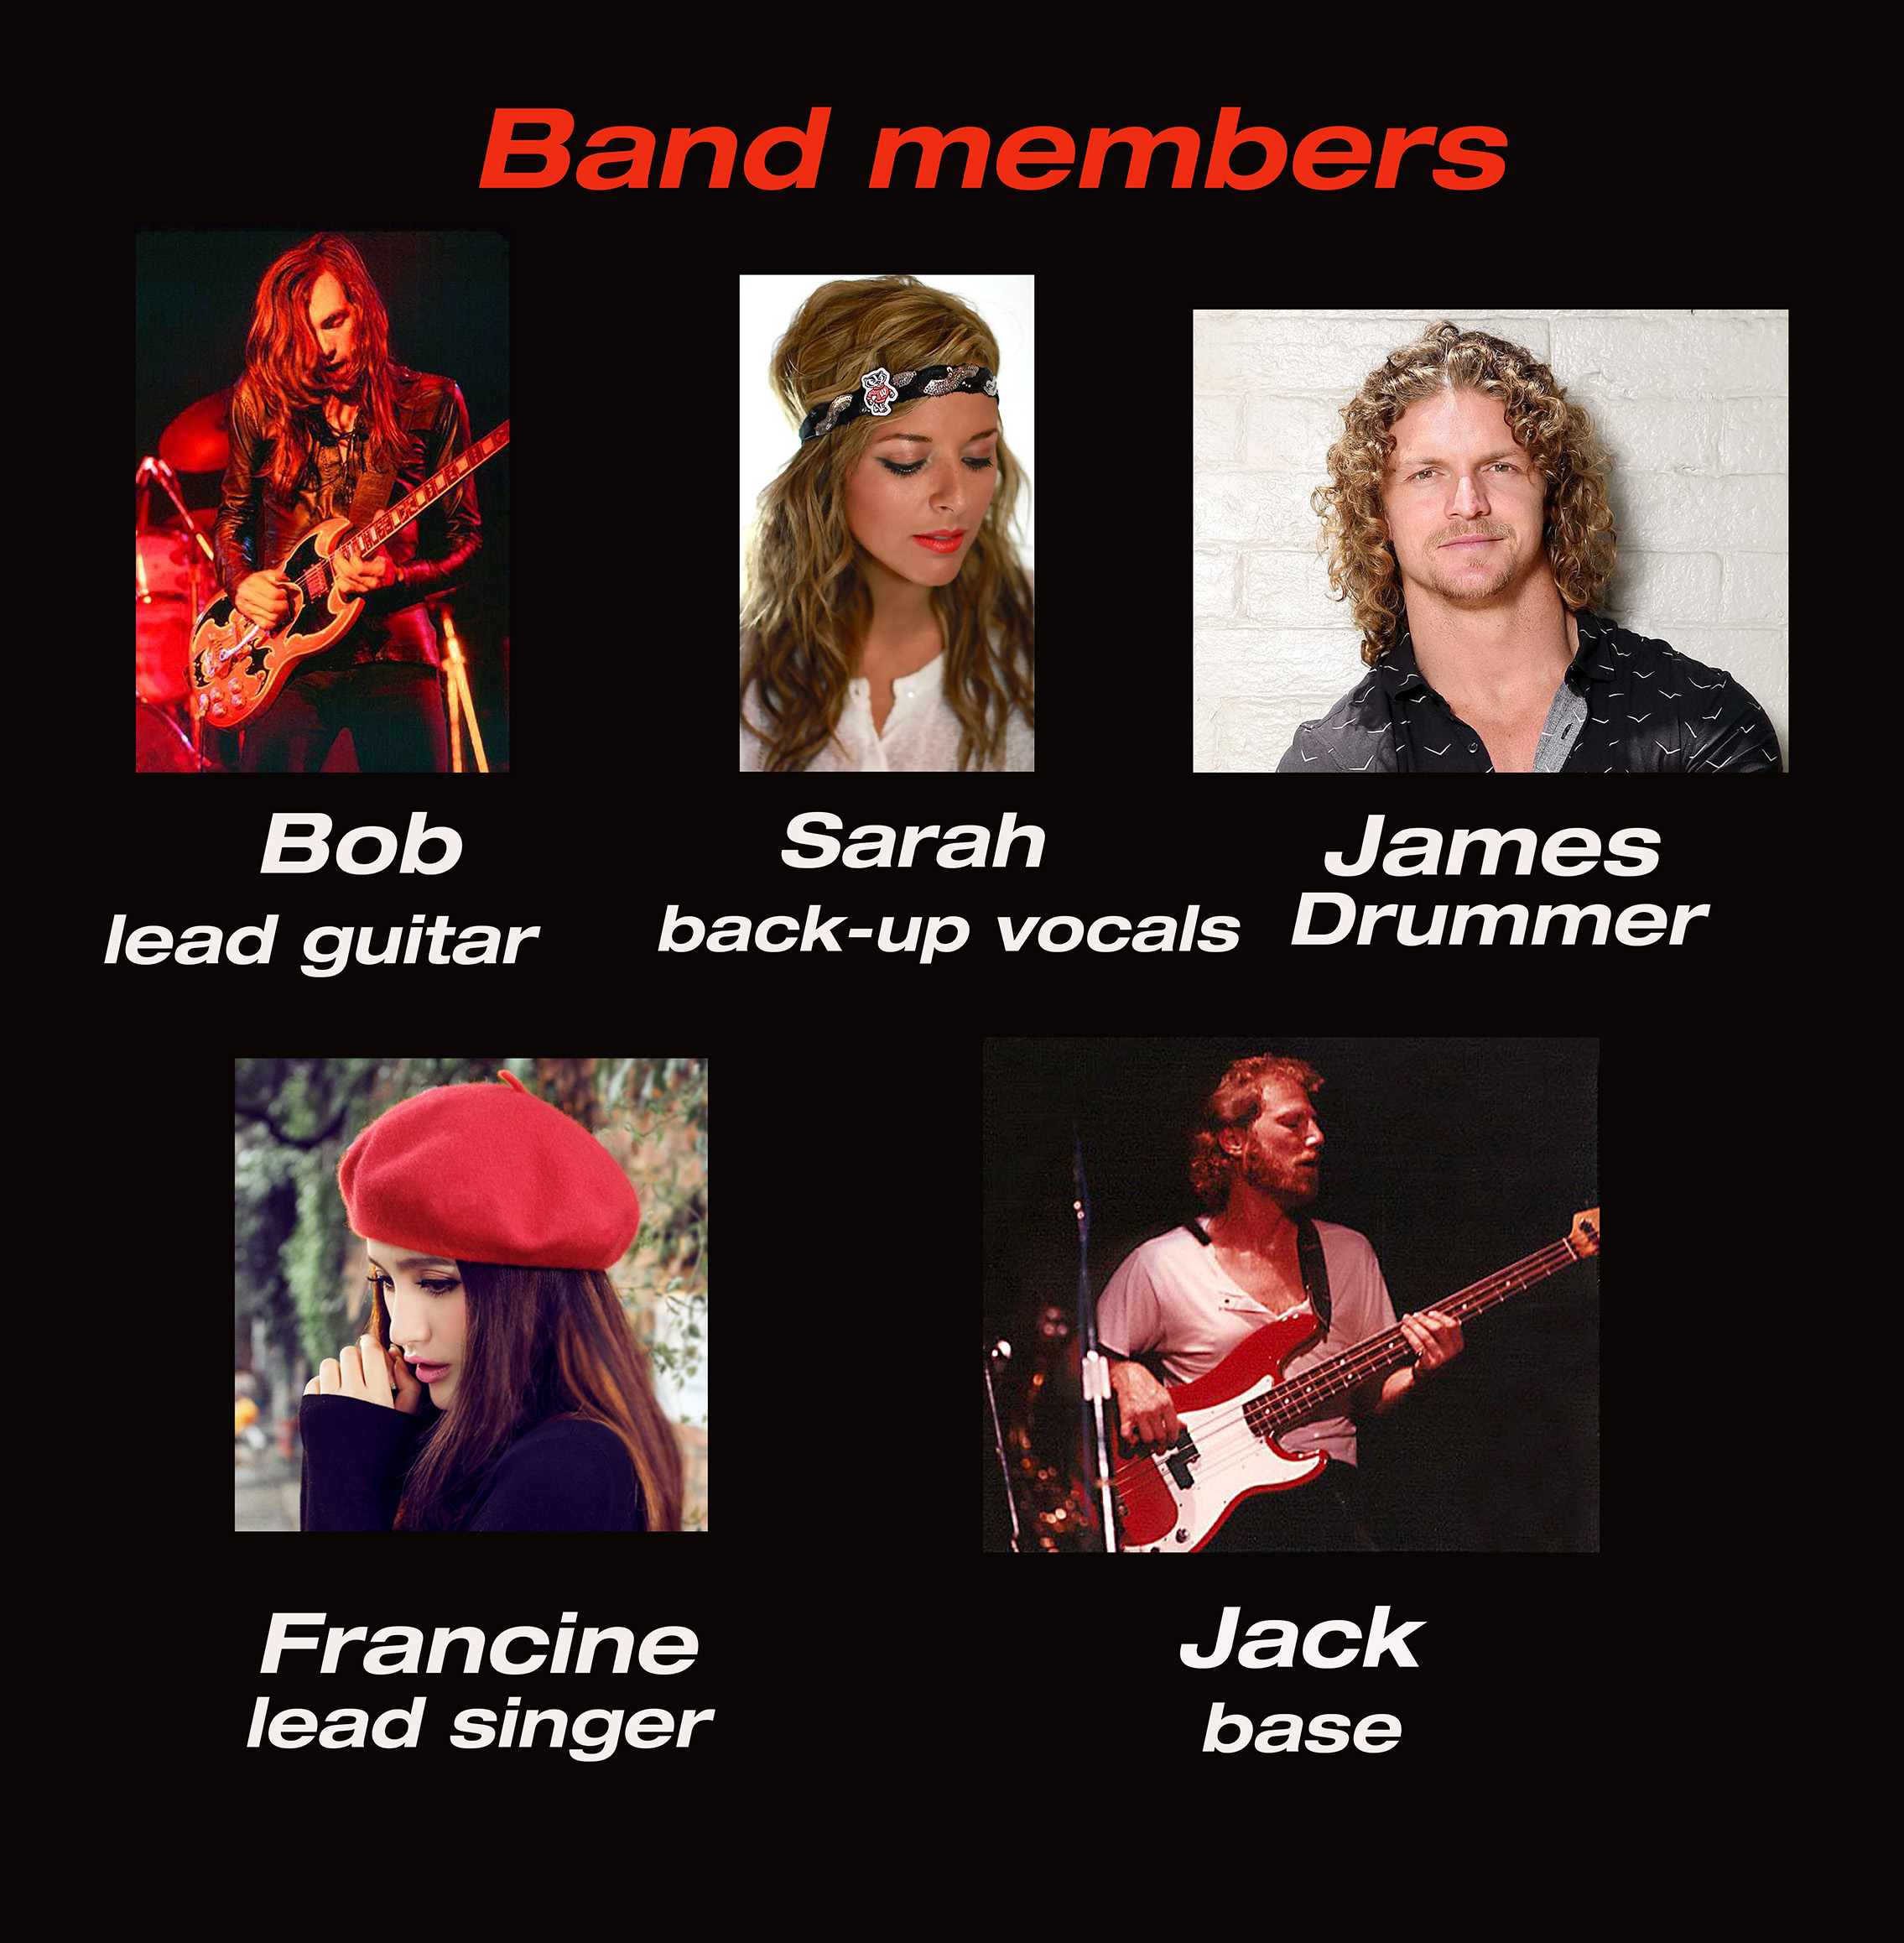 Band members
Bob
lead guitar
Sarah
back-up vocals
James
Drummer
Francine
lead singer
Jack
base